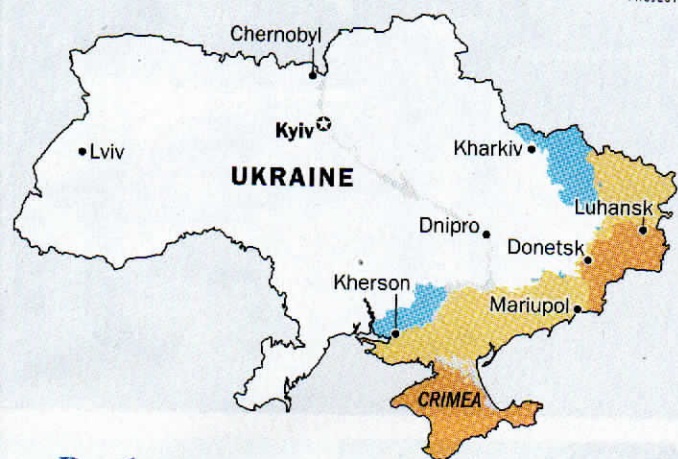 Chernobyl
Kyiv
Lviv
Kharkiv
UKRAINE
Luhansk
Dnipro
Donetsk
Kherson
Mariupol
CRIMEA